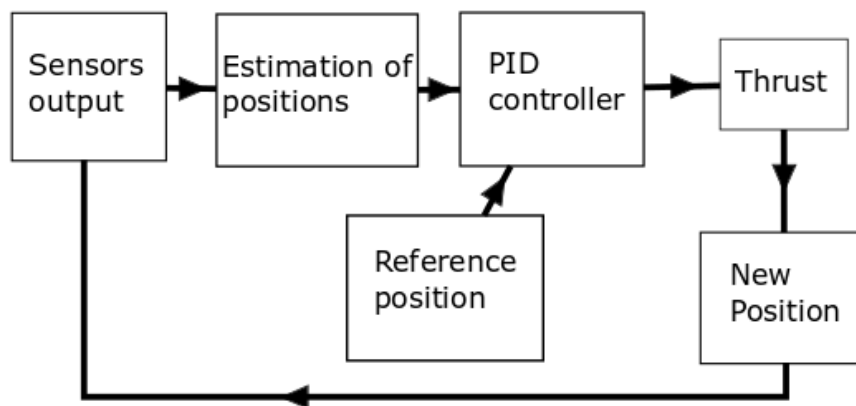 Sensors
output
Estimation of
positions
PID
controller
Thrust
Reference
position
New
Position